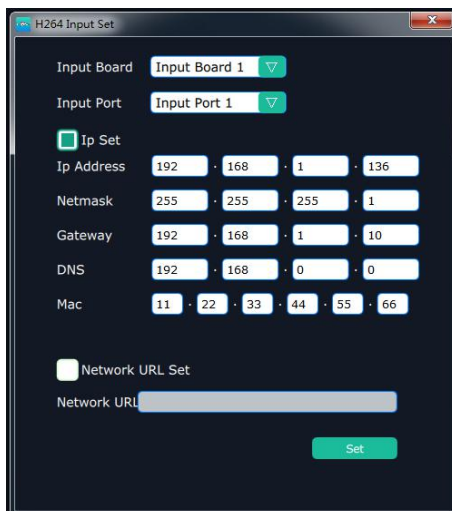 H264 Input Set
Input Board Input Board 1
Input Port Input Port 1
Ip Set
Ip Address 192 . 168 . 1 . 136
Netmask 255 . 255 . 255 . 1
Gateway 192 . 168 . 1 . 10
DNS 192 . 168 . 0 . 0
Mac 11 . 22 . 33 . 44 . 55 . 66
Network URL Set
Network URL
Set